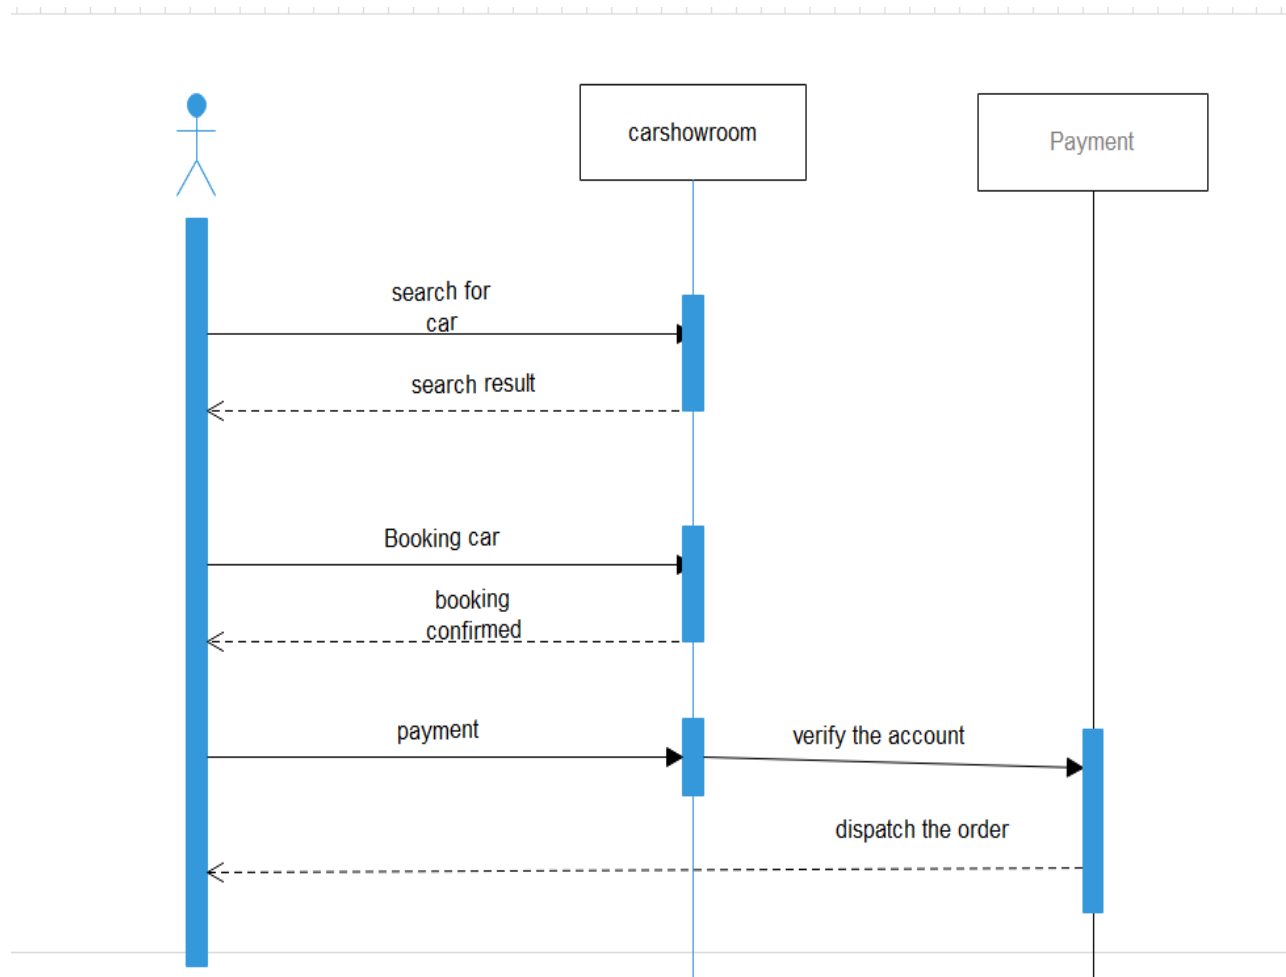 carshowroom
Payment
search for
car
search result
Booking car
booking
confirmed
payment
verify the account
dispatch the order